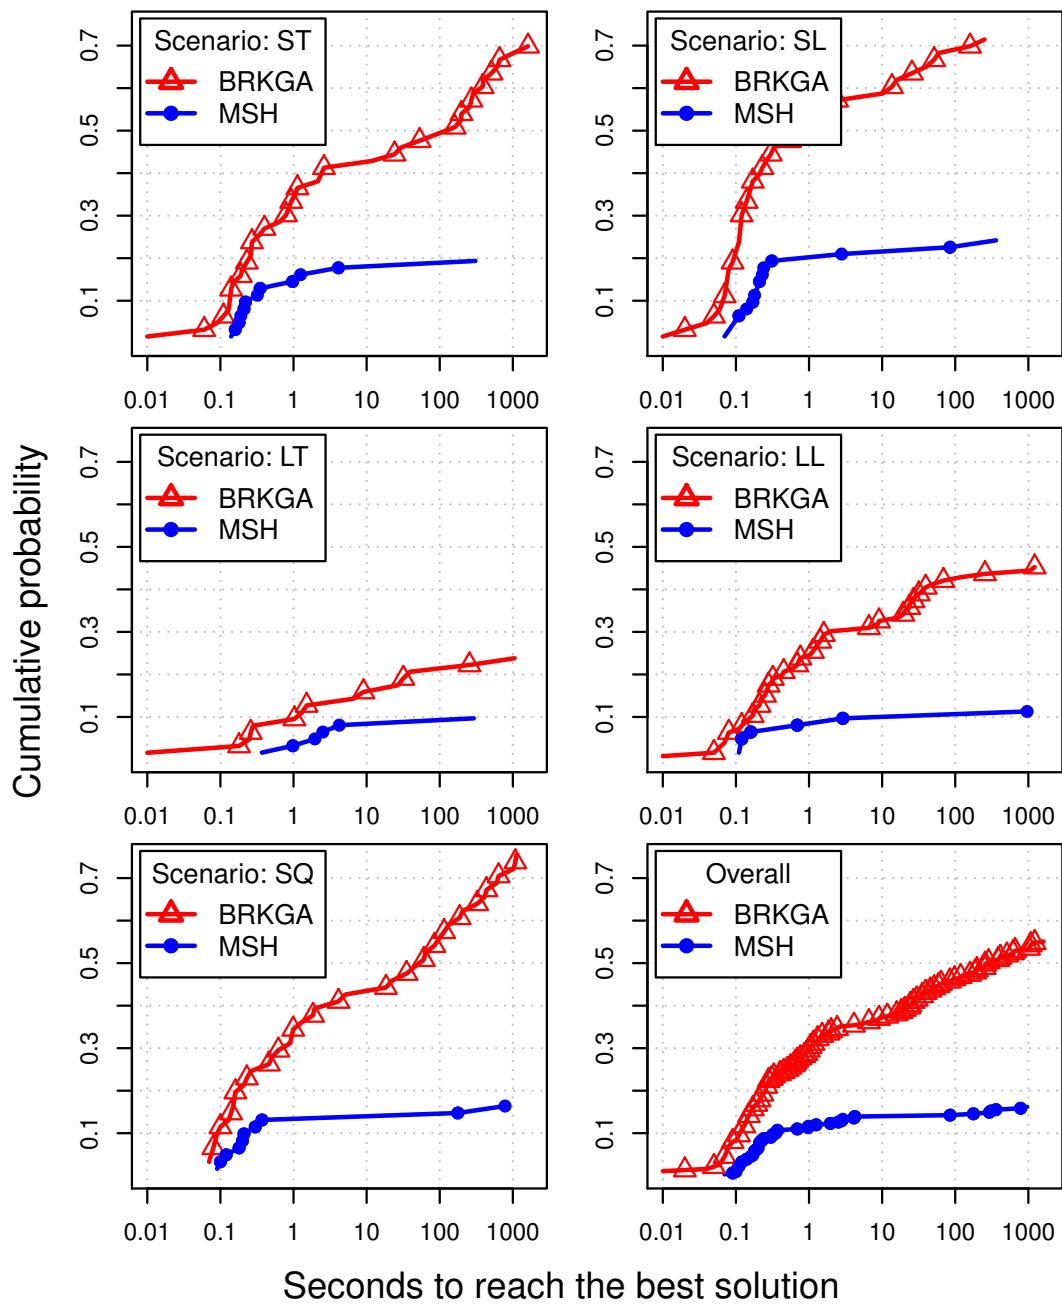 Scenario: ST
BRKGA
MSH
0.7
0.5
0.3
0.1
0.01 0.1 1 10 100 1000
Scenario: SL
BRKGA
MSH
0.7
0.5
0.3
0.1
0.01 0.1 1 10 100 1000
Scenario: LT
BRKGA
MSH
0.7
0.5
0.3
0.1
0.01 0.1 1 10 100 1000
Scenario: LL
BRKGA
MSH
0.7
0.5
0.3
0.1
0.01 0.1 1 10 100 1000
Scenario: SQ
BRKGA
MSH
0.7
0.5
0.3
0.1
0.01 0.1 1 10 100 1000
Overall
BRKGA
MSH
0.7
0.5
0.3
0.1
0.01 0.1 1 10 100 1000
Cumulative probability
Seconds to reach the best solution